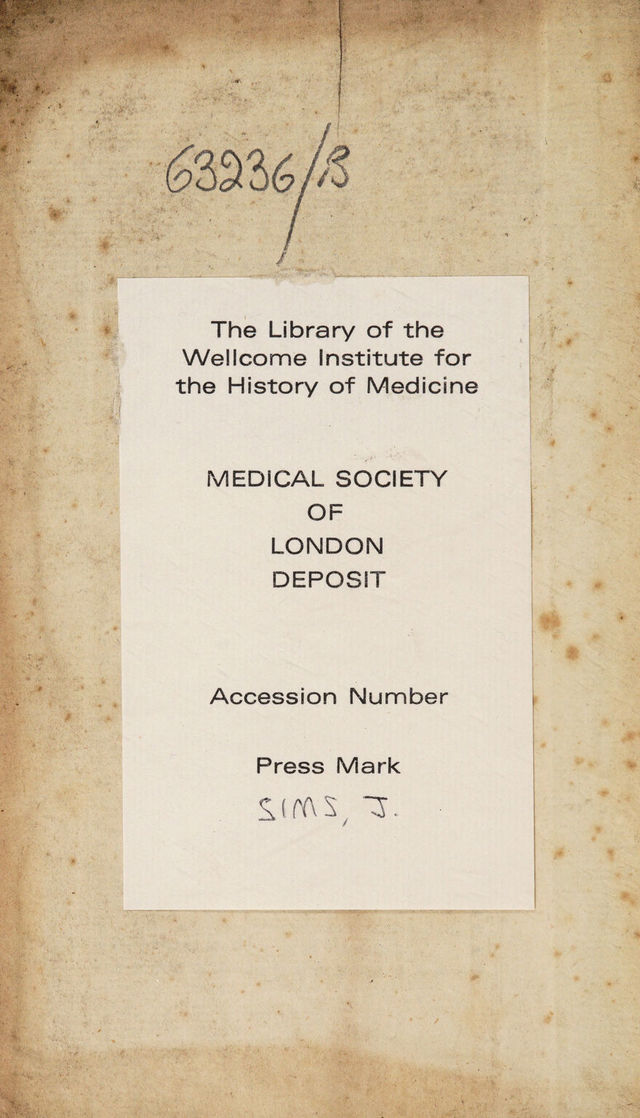 63236/B
The Library of the
Wellcome Institute for
the History of Medicine
MEDICAL SOCIETY
OF
LONDON
DEPOSIT
Accession Number
Press Mark
SIMS, J.